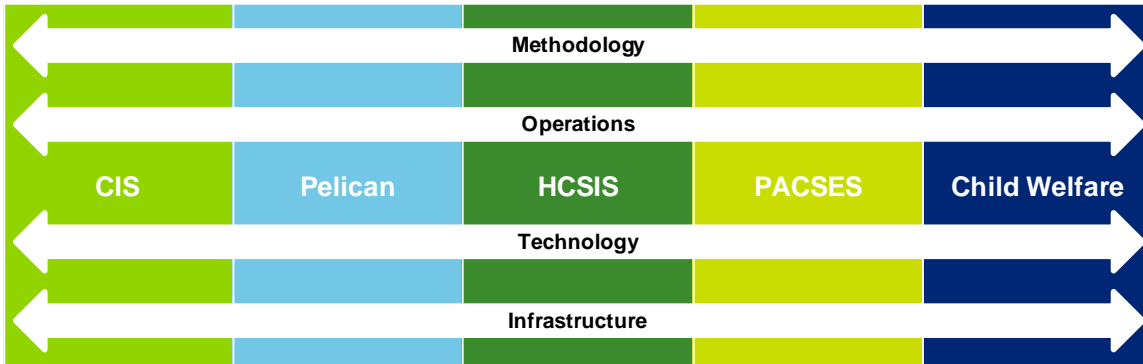 Methodology
Operations
CIS Pelican HCSIS PACSES Child Welfare
Technology
Infrastructure